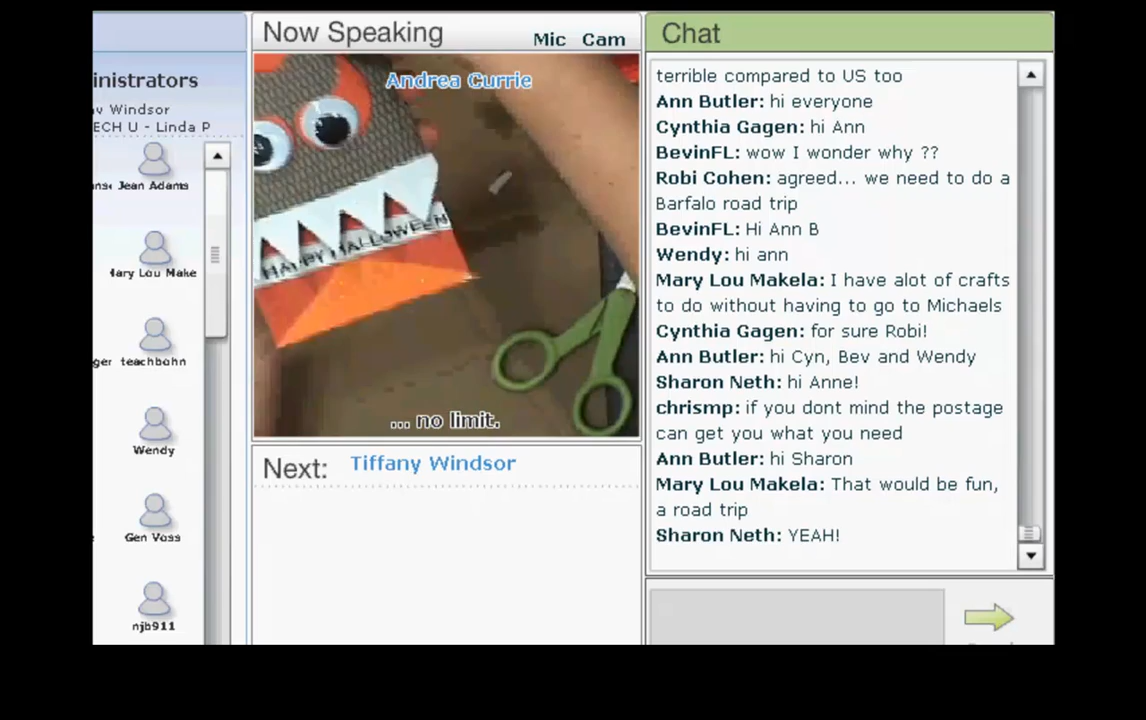 inistrators
Windsor
ECH U - Linda P
Jean Adams
Mary Lou Make
ger teachbohn
Wendy
Gen Voss
njb911
Now Speaking
Mic Cam
Andrea Currie
HAPPY HALLOWEEN
... no limit.
Next: Tiffany Windsor
Chat
terrible compared to US too
Ann Butler: hi everyone
Cynthia Gagen: hi Ann
BevinFL: wow I wonder why ??
Robi Cohen: agreed... we need to do a
Barfalo road trip
BevinFL: Hi Ann B
Wendy: hi ann
Mary Lou Makela: I have alot of crafts
to do without having to go to Michaels
Cynthia Gagen: for sure Robi!
Ann Butler: hi Cyn, Bev and Wendy
Sharon Neth: hi Anne!
chrismp: if you dont mind the postage
can get you what you need
Ann Butler: hi Sharon
Mary Lou Makela: That would be fun,
a road trip
Sharon Neth: YEAH!